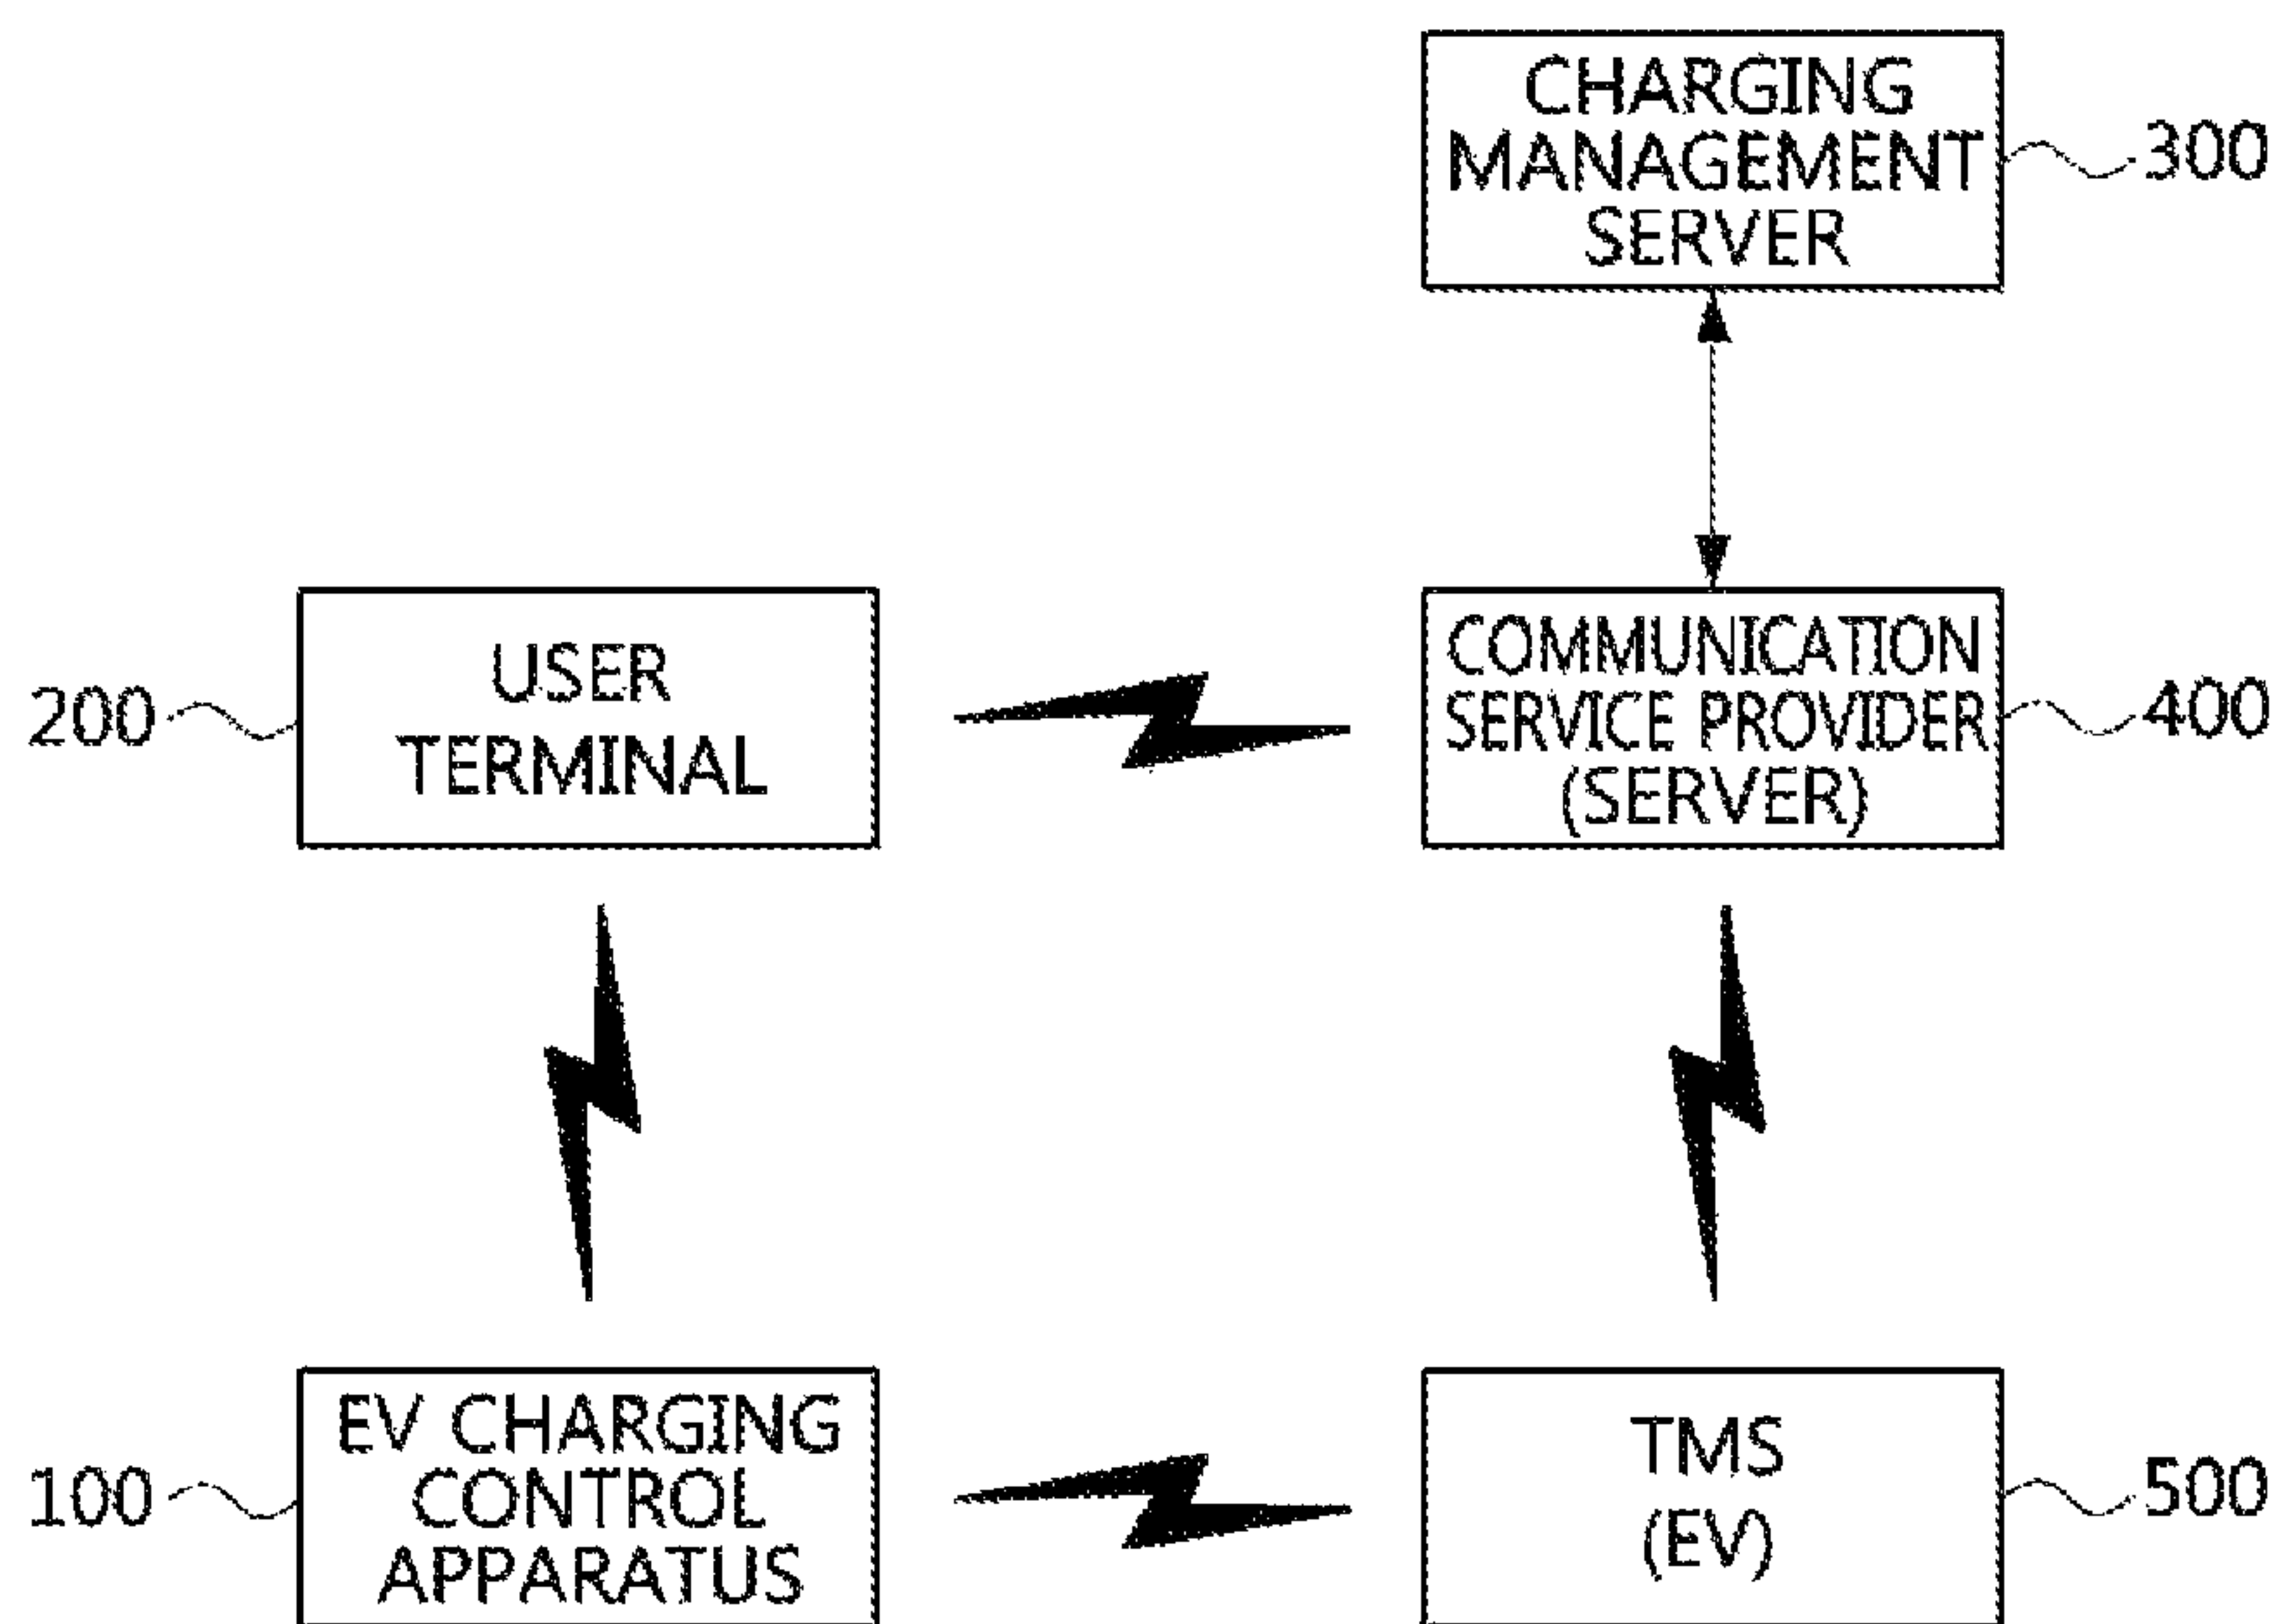 CHARGING
MANAGEMENT
SERVER
300
USER
TERMINAL
200
COMMUNICATION
SERVICE PROVIDER
(SERVER)
400
EV CHARGING
CONTROL
APPARATUS
100
TMS
(EV)
500